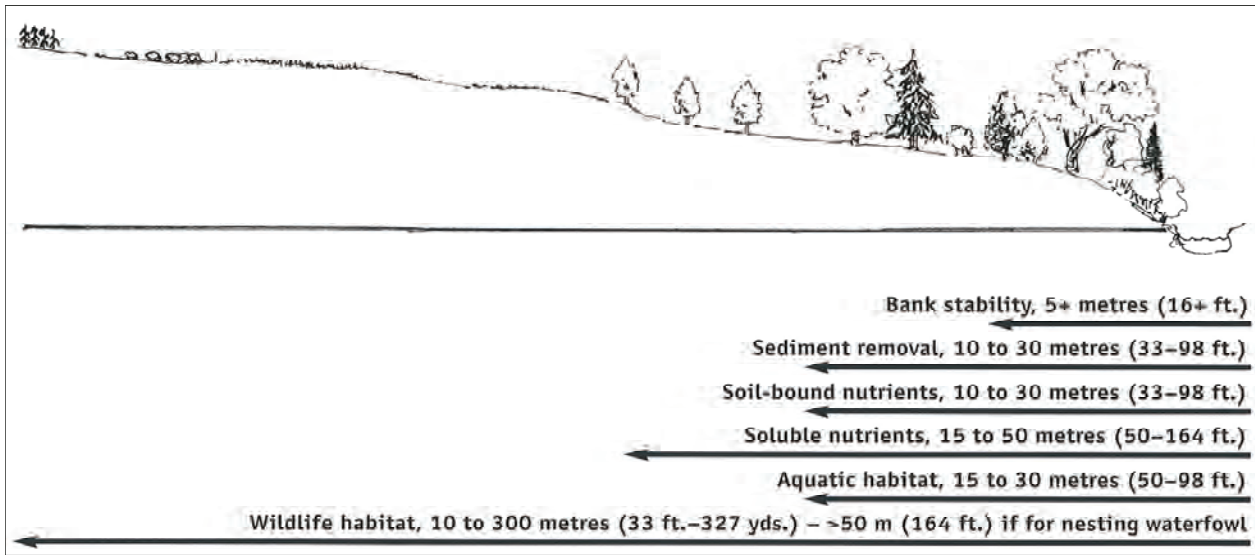 Bank stability, 5+ metres (16+ ft.)
Sediment removal, 10 to 30 metres (33–98 ft.)
Soil-bound nutrients, 10 to 30 metres (33–98 ft.)
Soluble nutrients, 15 to 50 metres (50–164 ft.)
Aquatic habitat, 15 to 30 metres (50–98 ft.)
Wildlife habitat, 10 to 300 metres (33 ft.–327 yds.) – >50 m (164 ft.) if for nesting waterfowl